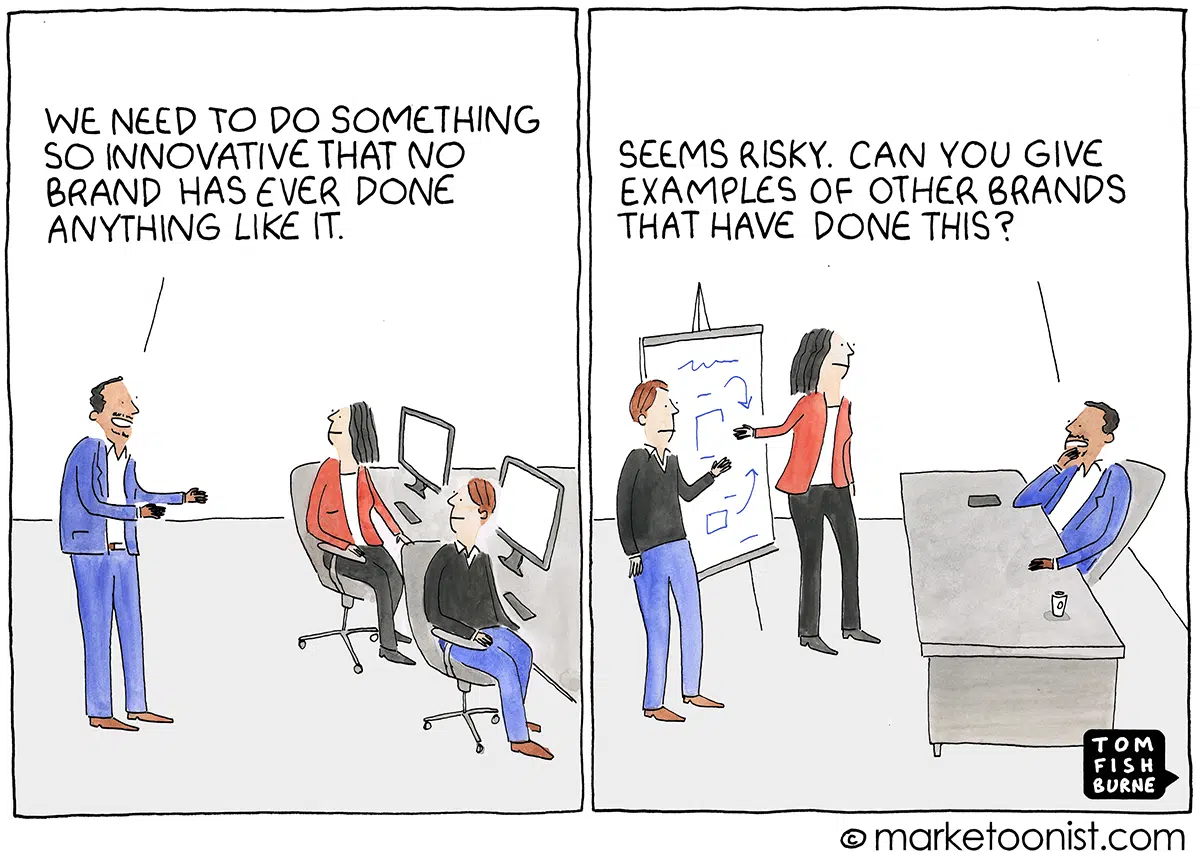 WE NEED TO DO SOMETHING
SO INNOVATIVE THAT NO
BRAND HAS EVER DONE
ANYTHING LIKE IT.
SEEMS RISKY. CAN YOU GIVE
EXAMPLES OF OTHER BRANDS
THAT HAVE DONE THIS?
TOM
FISH
BURNE
© marketoonist.com